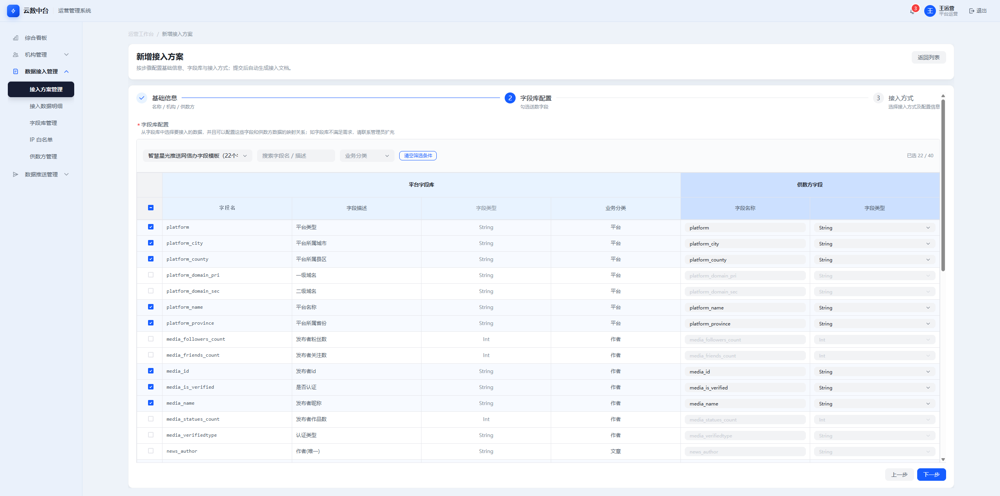 云数中台 运营管理系统 3 王 王运营 退出
平台运营
综合看板
机构管理
数据接入管理
接入方案管理
接入数据明细
字段库管理
IP 白名单
供数方管理
数据推送管理
运营工作台 / 新增接入方案
新增接入方案
按步骤配置基础信息、字段库与接入方式；提交后自动生成接入文档。
返回列表
基础信息 2 字段库配置 3 接入方式
名称 / 机构 / 供数方 勾选送数字段 选择接入方式及配置信息
* 字段库配置
从字段库中选择要接入的数据，并且可以配置这些字段和供数方数据的映射关系；如字段库不满足需求，请联系管理员扩充
智慧星光推送网信办字段模板（22个 搜索字段名 / 描述 业务分类 清空筛选条件 已选 22 / 40
平台字段库 供数方字段
字段名 字段描述 字段类型 业务分类 字段名称 字段类型
platform 平台类型 String 平台 platform String
platform_city 平台所属城市 String 平台 platform_city String
platform_county 平台所属县区 String 平台 platform_county String
platform_domain_pri 一级域名 String 平台 platform_domain_pri String
platform_domain_sec 二级域名 String 平台 platform_domain_sec String
platform_name 平台名称 String 平台 platform_name String
platform_province 平台所属省份 String 平台 platform_province String
media_followers_count 发布者粉丝数 Int 作者 media_followers_count Int
media_friends_count 发布者关注数 Int 作者 media_friends_count Int
media_id 发布者id String 作者 media_id String
media_is_verified 是否认证 String 作者 media_is_verified String
media_name 发布者昵称 String 作者 media_name String
media_statues_count 发布者作品数 Int 作者 media_statues_count Int
media_verifiedtype 认证类型 String 作者 media_verifiedtype String
news_author 作者(唯一) String 文章 news_author String
上一步 下一步